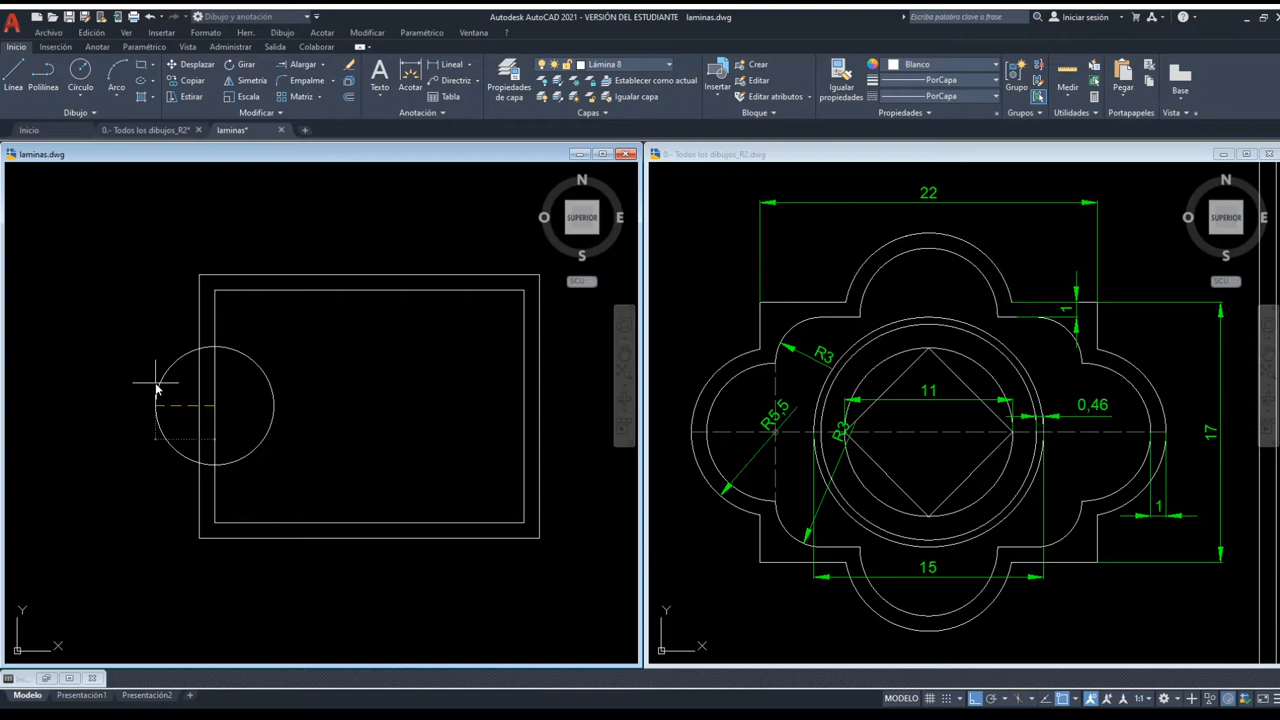 Dibujo y anotación
Autodesk AutoCAD 2021 - VERSIÓN DEL ESTUDIANTE laminas.dwg
Escriba palabra clave o frase
Iniciar sesión
Archivo Edición Ver Insertar Formato Herr. Dibujo Acotar Modificar Paramétrico Ventana ?
Inicio Inserción Anotar Paramétrico Vista Administrar Salida Colaborar
Línea Polilínea Círculo Arco
Desplazar Girar Alargar
Copiar Simetría Empalme
Estirar Escala Matriz
Texto Acotar
Lineal
Directriz
Tabla
Propiedades de capa
Lámina 8
Establecer como actual
Igualar capa
Insertar
Crear
Editar
Editar atributos
Igualar propiedades
Blanco
PorCapa
PorCapa
Grupo
Medir
Pegar
Base
Dibujo Modificar Anotación Capas Bloque Propiedades Grupos Utilidades Portapapeles Vista
Inicio 0.- Todos los dibujos_R2* laminas*
laminas.dwg
0.- Todos los dibujos_R2.dwg
N
O SUPERIOR E
S
SCU
N
O SUPERIOR E
S
SCU
22
1
R3
11
0,46
R5,5
R3
17
1
15
Y
X
Y
X
Modelo Presentación1 Presentación2
MODELO
1:1